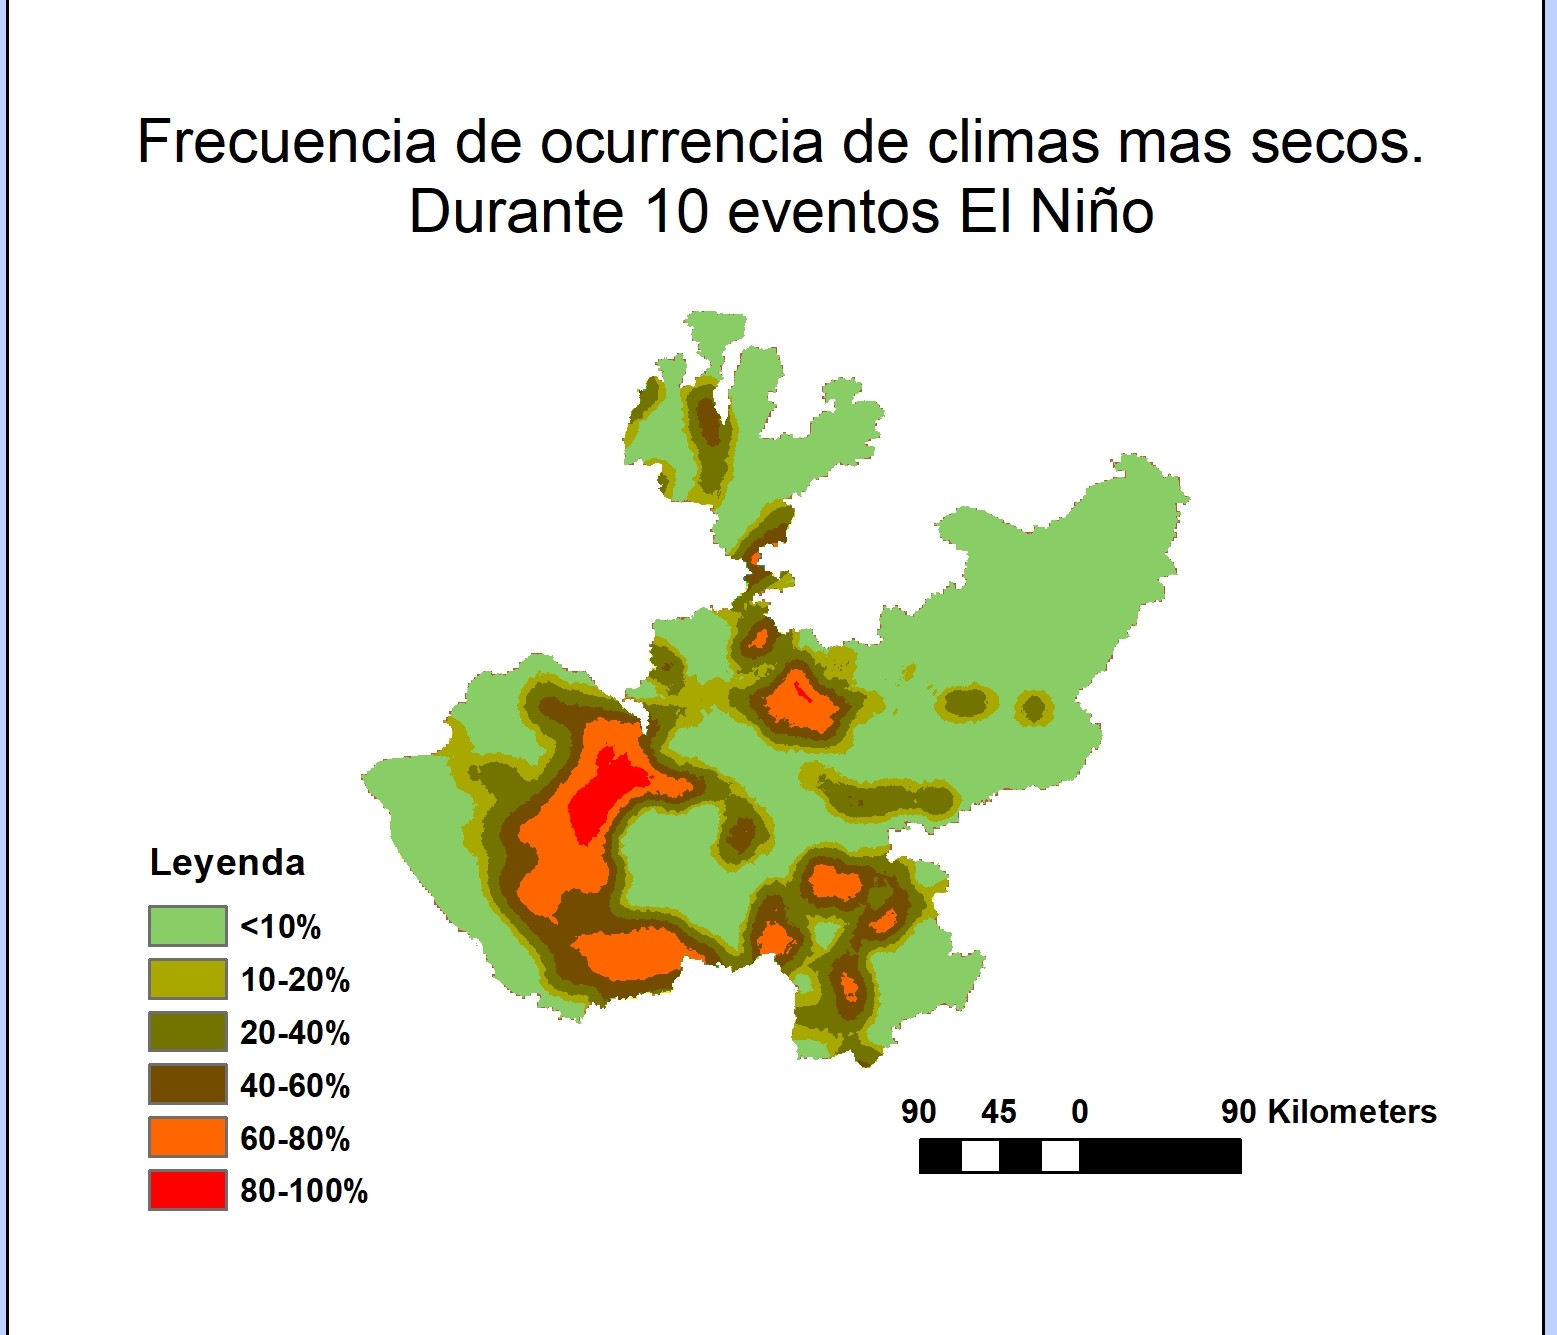 Frecuencia de ocurrencia de climas mas secos.
Durante 10 eventos El Niño
Leyenda
<10%
10-20%
20-40%
40-60%
60-80%
80-100%
90 45 0 90 Kilometers